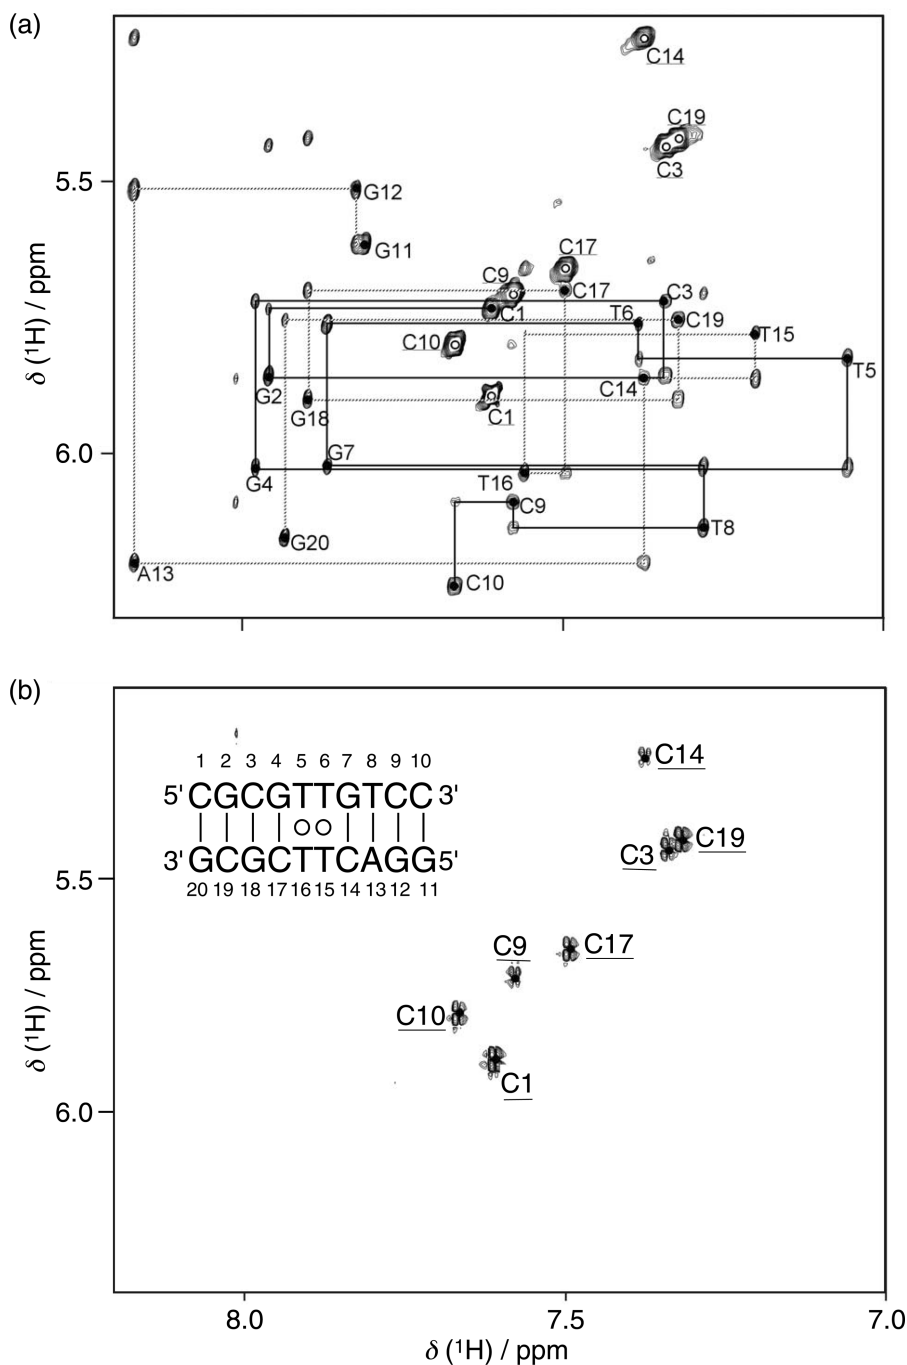 (a)
C14
C19
C3
5.5
G12
G11
C17
C9
C17
C3
C1
T6
C19
T15
C10
T5
G2
C14
G18
C1
δ (¹H) / ppm
6.0
G7
G4
T16
C9
T8
G20
A13
C10
(b)
C14
1 2 3 4 5 6 7 8 9 10
5' CGCGTTGTCC 3'
3' GCGCTTCAGG 5'
20 19 18 17 16 15 14 13 12 11
C19
C3
5.5
C17
C9
C10
C1
δ (¹H) / ppm
6.0
8.0 7.5 7.0
δ (¹H) / ppm